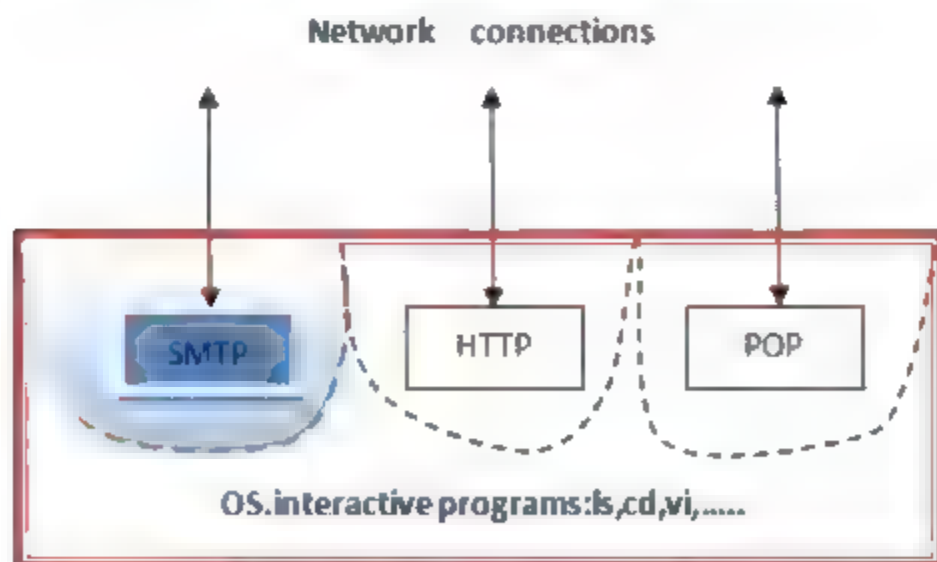 Network connections
SMTP
HTTP
POP
OS.interactive programs:ls,cd,vi,.....